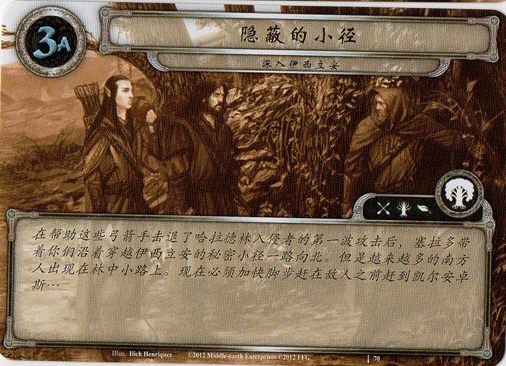 3A
隐蔽的小径
深入伊西立安
在帮助这些弓箭手击退了哈拉德林入侵者的第一波攻击后，塞拉多带
着你们沿着穿越伊西立安的秘密小径一路向北。但是越来越多的南方
人出现在林中小路上。现在必须加快脚步赶在敌人之前赶到凯尔安卓
斯…
Illus. Ilich Henriquez ©2012 Middle-earth Enterprises ©2012 FFG 70